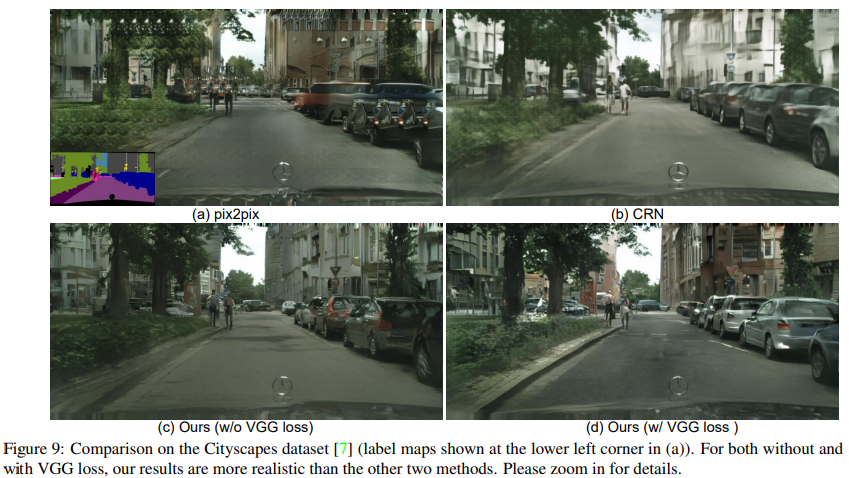 (a) pix2pix
(b) CRN
(c) Ours (w/o VGG loss)
(d) Ours (w/ VGG loss )
Figure 9: Comparison on the Cityscapes dataset [7] (label maps shown at the lower left corner in (a)). For both without and
with VGG loss, our results are more realistic than the other two methods. Please zoom in for details.